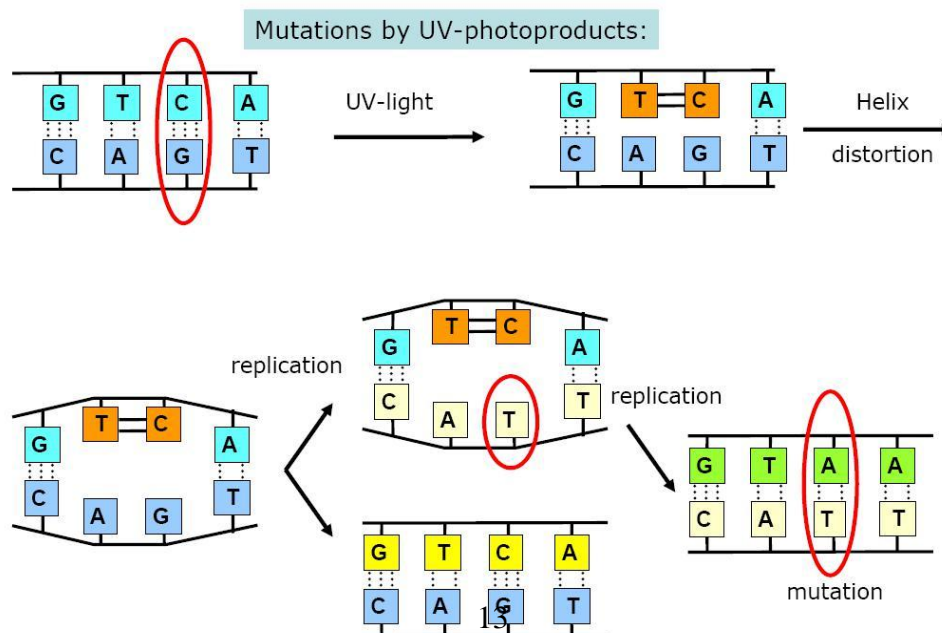 Mutations by UV-photoproducts:
G T C A
C A G T
UV-light
G T C A
C A G T
Helix
distortion
G T C A
C A G T
replication
G T C A
C A T T
replication
G T C A
C A G T
13
G T A A
C A T T
mutation